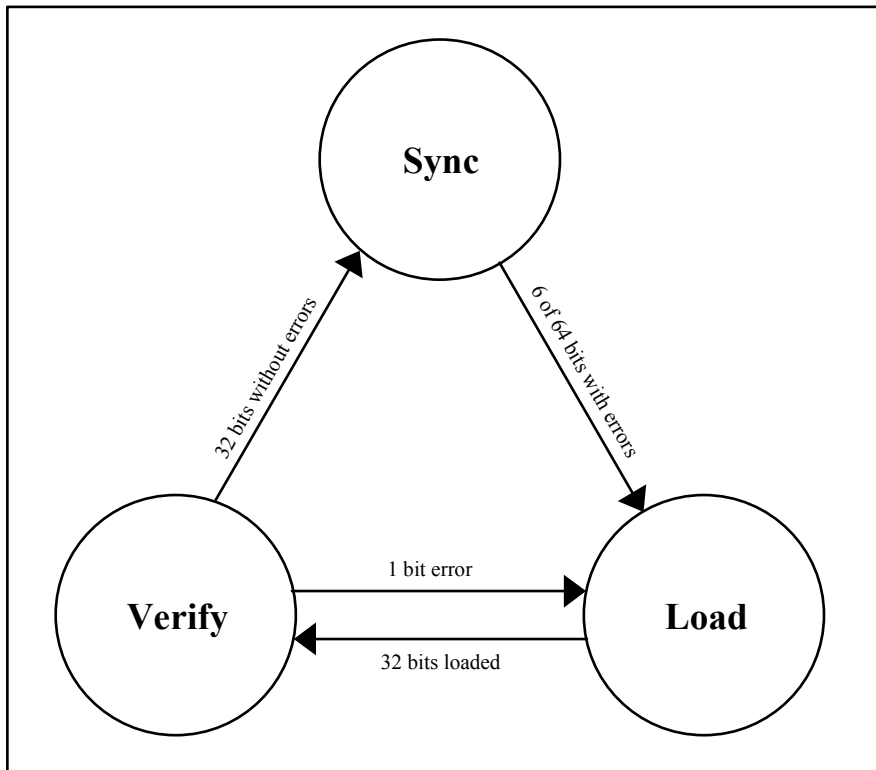 Sync
32 bits without errors
6 of 64 bits with errors
1 bit error
Verify
Load
32 bits loaded